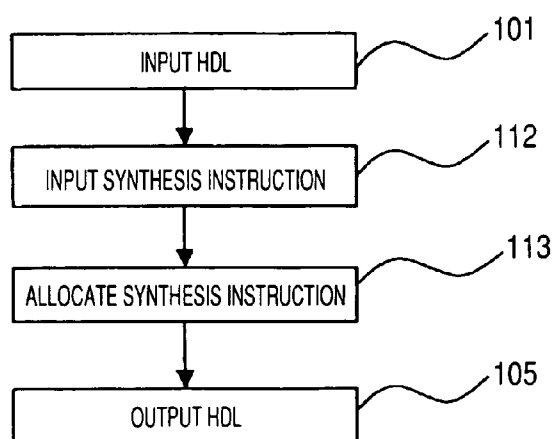 101
INPUT HDL
112
INPUT SYNTHESIS INSTRUCTION
113
ALLOCATE SYNTHESIS INSTRUCTION
105
OUTPUT HDL